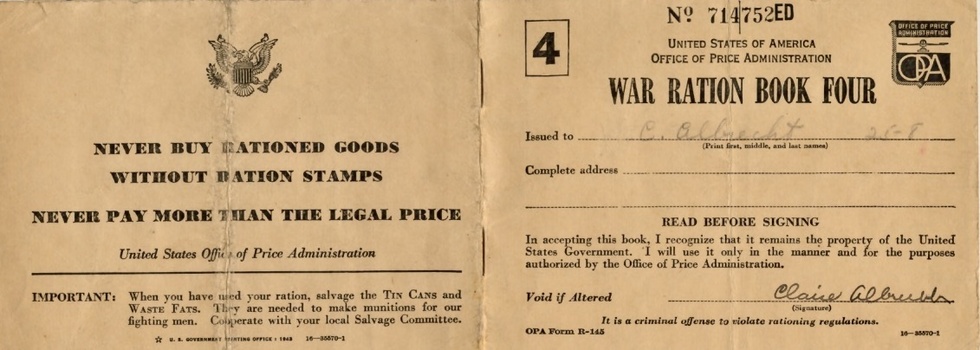 NEVER BUY RATIONED GOODS
WITHOUT RATION STAMPS
NEVER PAY MORE THAN THE LEGAL PRICE
United States Office of Price Administration
IMPORTANT: When you have used your ration, salvage the TIN CANS and
WASTE FATS. They are needed to make munitions for our
fighting men. Cooperate with your local Salvage Committee.
☆ U. S. GOVERNMENT PRINTING OFFICE : 1943 16—35570-1
4
Nº 714752ED
UNITED STATES OF AMERICA
OFFICE OF PRICE ADMINISTRATION
WAR RATION BOOK FOUR
OFFICE OF PRICE
ADMINISTRATION
OPA
Issued to C. Albrecht 25-8
(Print first, middle, and last names)
Complete address
READ BEFORE SIGNING
In accepting this book, I recognize that it remains the property of the United
States Government. I will use it only in the manner and for the purposes
authorized by the Office of Price Administration.
Void if Altered Claire
(Signature)
It is a criminal offense to violate rationing regulations.
OPA Form R-145 16—35570-1